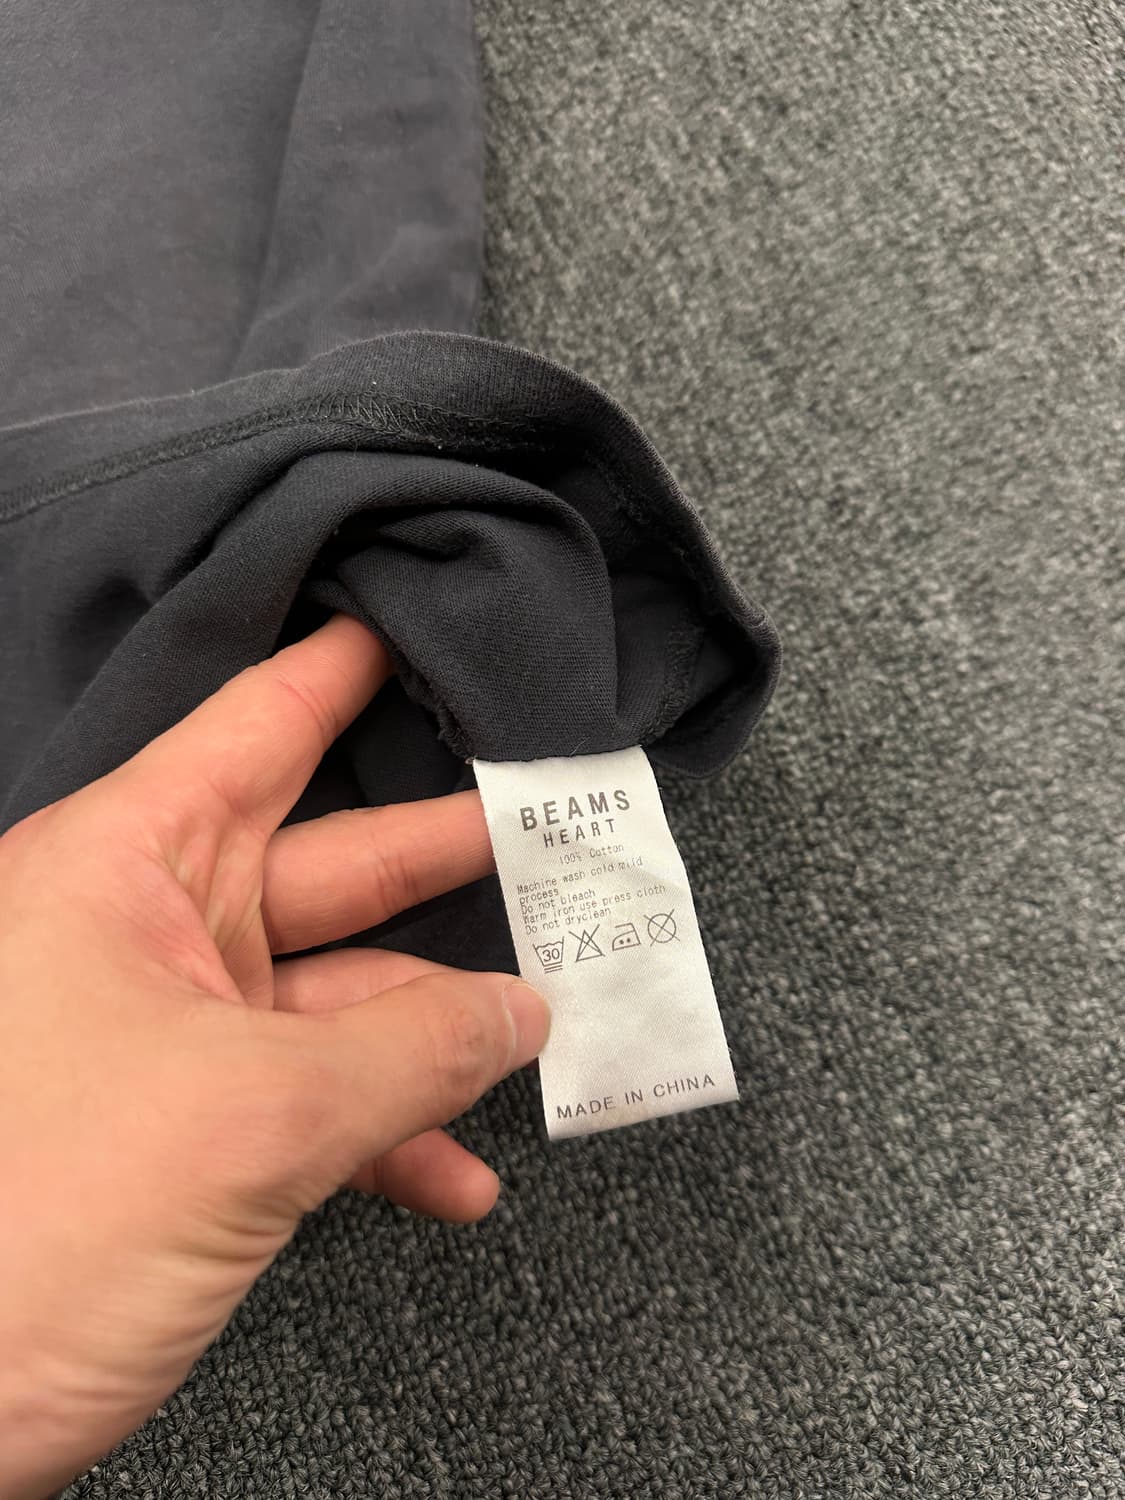 BEAMS
HEART
100% Cotton
Machine wash cold mild
process
Do not bleach
Warm iron use press cloth
Do not dryclean
30
MADE IN CHINA